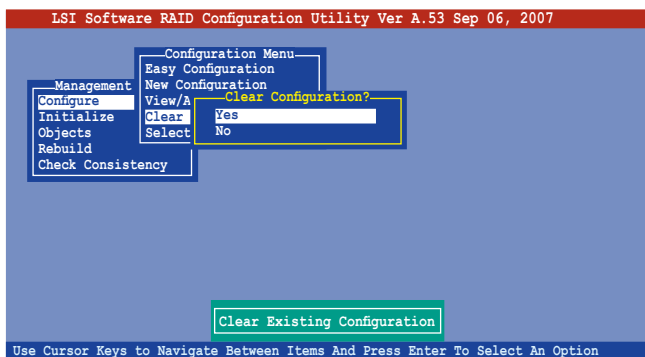 LSI Software RAID Configuration Utility Ver A.53 Sep 06, 2007
Configuration Menu
Easy Configuration
New Configuration
View/A
Clear
Select
Management
Configure
Initialize
Objects
Rebuild
Check Consistency
Clear Configuration?
Yes
No
Clear Existing Configuration
Use Cursor Keys to Navigate Between Items And Press Enter To Select An Option